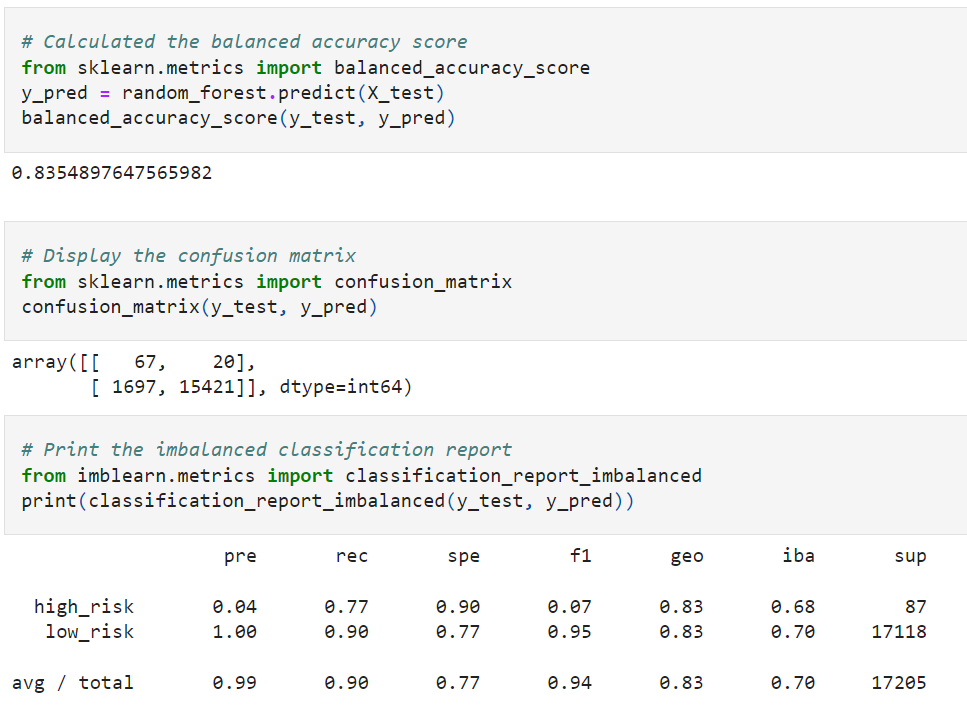 # Calculated the balanced accuracy score
from sklearn.metrics import balanced_accuracy_score
y_pred = random_forest.predict(X_test)
balanced_accuracy_score(y_test, y_pred)
0.8354897647565982
# Display the confusion matrix
from sklearn.metrics import confusion_matrix
confusion_matrix(y_test, y_pred)
array([[   67,    20],
       [ 1697, 15421]], dtype=int64)
# Print the imbalanced classification report
from imblearn.metrics import classification_report_imbalanced
print(classification_report_imbalanced(y_test, y_pred))
                   pre       rec       spe        f1       geo       iba       sup
  high_risk       0.04      0.77      0.90      0.07      0.83      0.68        87
   low_risk       1.00      0.90      0.77      0.95      0.83      0.70     17118
avg / total       0.99      0.90      0.77      0.94      0.83      0.70     17205